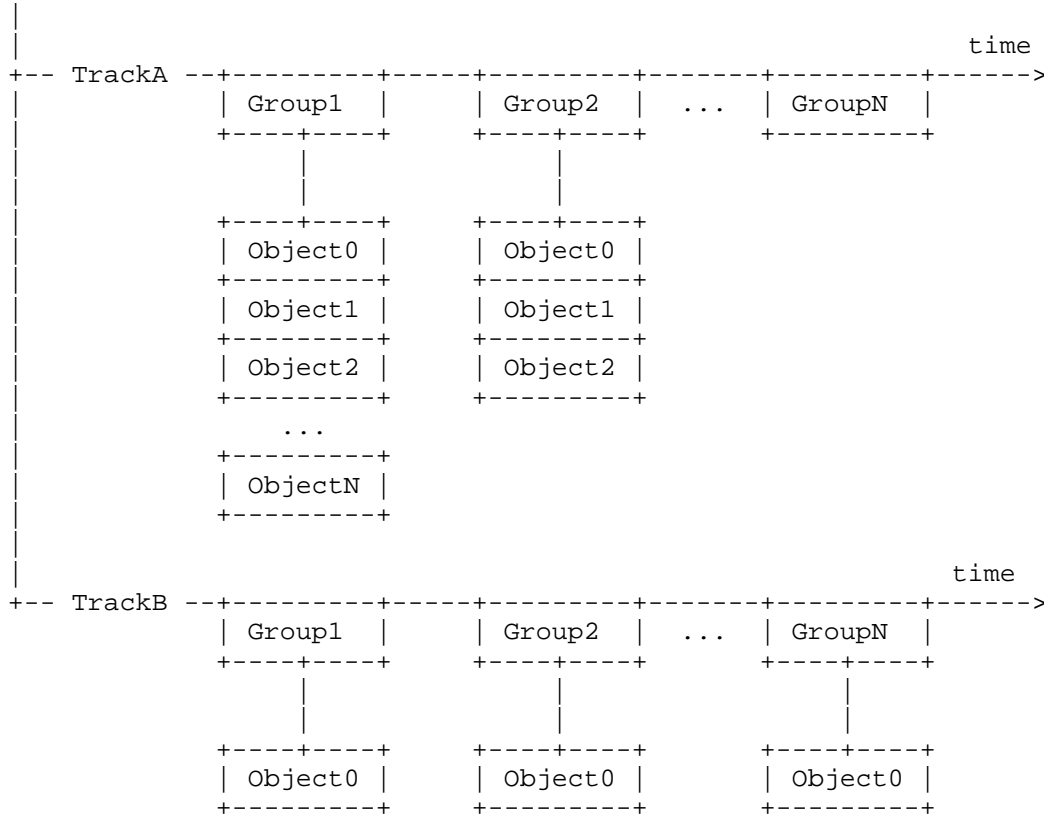 time
TrackA
Group1 Group2 ... GroupN
Object0 Object0
Object1 Object1
Object2 Object2
...
ObjectN
time
TrackB
Group1 Group2 ... GroupN
Object0 Object0 Object0